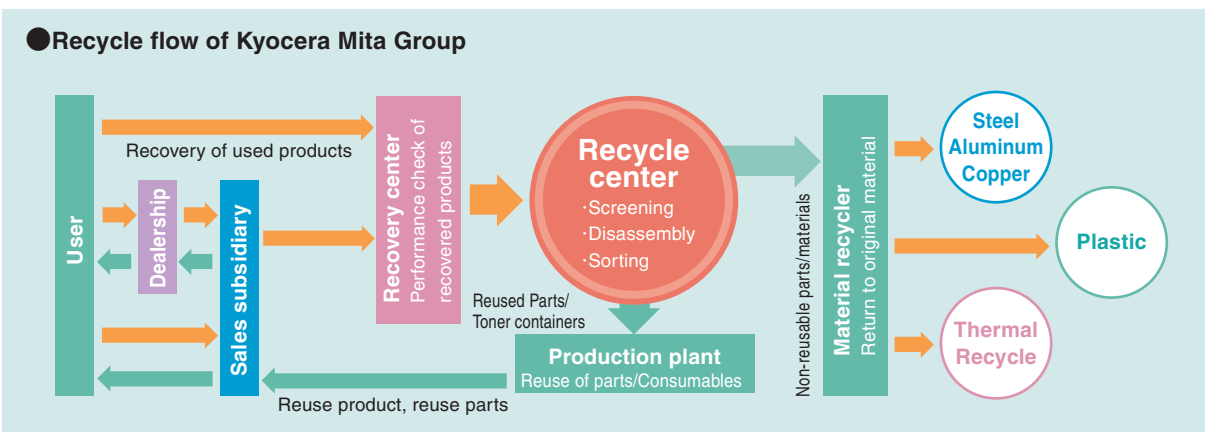 ●Recycle flow of Kyocera Mita Group
User
Recovery of used products
Dealership
Sales subsidiary
Recovery center
Performance check of
recovered products
Recycle
center
·Screening
·Disassembly
·Sorting
Reused Parts/
Toner containers
Production plant
Reuse of parts/Consumables
Reuse product, reuse parts
Non-reusable parts/materials
Material recycler
Return to original material
Steel
Aluminum
Copper
Plastic
Thermal
Recycle